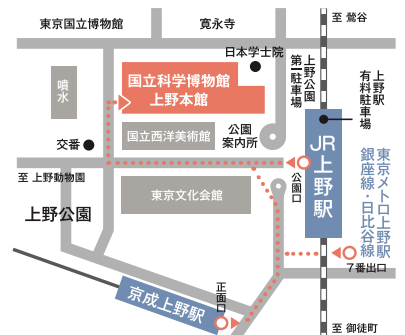 至 鶯谷
東京国立博物館
寛永寺
日本学士院
上野公園
第一駐車場
上野駅
有料駐車場
噴水
国立科学博物館
上野本館
国立西洋美術館
公園
案内所
交番
JR上野駅
公園口
至 上野動物園
東京文化会館
上野公園
東京メトロ上野駅
銀座線・日比谷線
7番出口
京成上野駅
正面口
至 御徒町